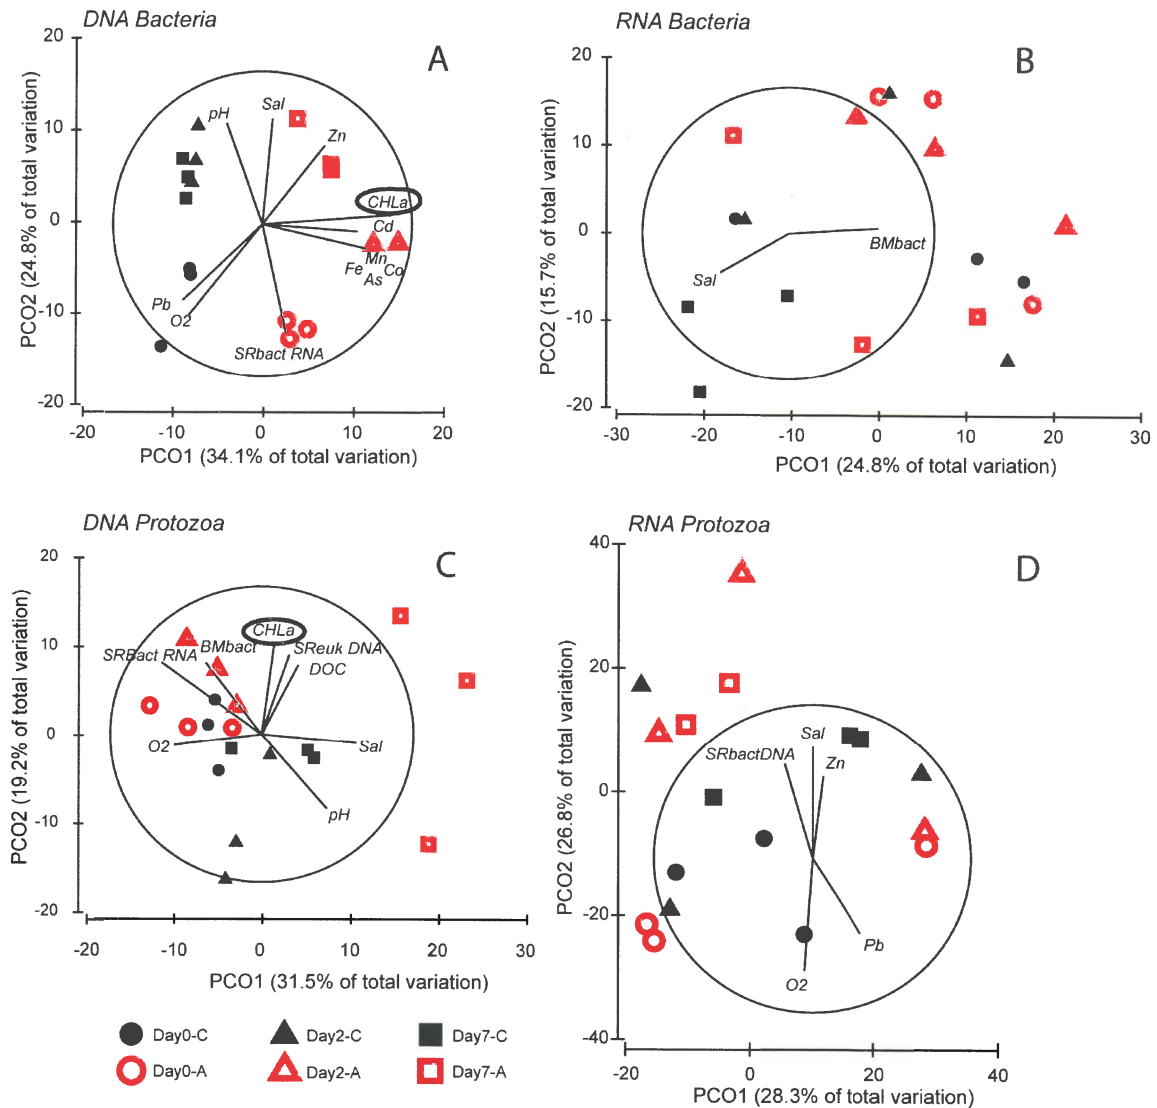 DNA Bacteria
A
20
10
0
-10
-20
PCO2 (24.8% of total variation)
pH
Sal
Zn
CHLa
Cd
Mn
Fe
Co
As
Pb
O2
SRbact RNA
-20
-10
0
10
20
PCO1 (34.1% of total variation)
RNA Bacteria
B
20
10
0
-10
-20
PCO2 (15.7% of total variation)
BMbact
Sal
-30
-20
-10
0
10
20
30
PCO1 (24.8% of total variation)
DNA Protozoa
C
20
10
0
-10
-20
PCO2 (19.2% of total variation)
CHLa
SRBact RNA
BMbact
SReuk DNA
DOC
O2
Sal
pH
-20
-10
0
10
20
30
PCO1 (31.5% of total variation)
RNA Protozoa
D
40
20
0
-20
-40
PCO2 (26.8% of total variation)
Sal
SRbactDNA
Zn
Pb
O2
-20
0
20
40
PCO1 (28.3% of total variation)
Day0-C
Day2-C
Day7-C
Day0-A
Day2-A
Day7-A